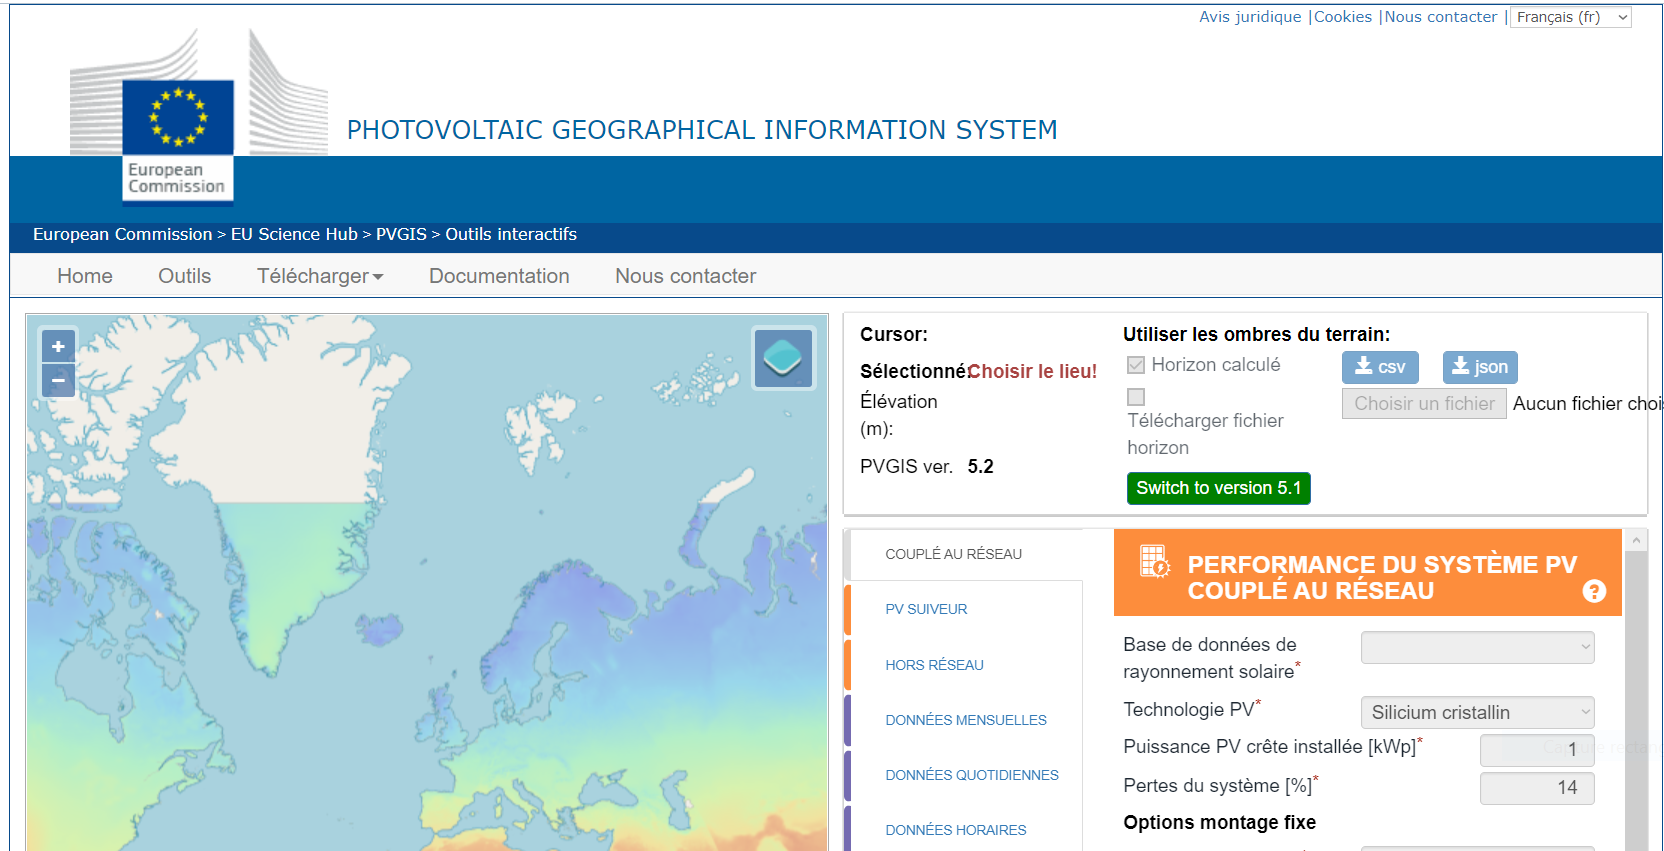 Avis juridique |Cookies |Nous contacter | Français (fr)
PHOTOVOLTAIC GEOGRAPHICAL INFORMATION SYSTEM
European
Commission
European Commission > EU Science Hub > PVGIS > Outils interactifs
Home Outils Télécharger Documentation Nous contacter
+
−
Cursor:
Sélectionné: Choisir le lieu!
Élévation
(m):
PVGIS ver. 5.2
Utiliser les ombres du terrain:
Horizon calculé
csv json
Choisir un fichier Aucun fichier choi
Télécharger fichier
horizon
Switch to version 5.1
COUPLÉ AU RÉSEAU
PV SUIVEUR
HORS RÉSEAU
DONNÉES MENSUELLES
DONNÉES QUOTIDIENNES
DONNÉES HORAIRES
PERFORMANCE DU SYSTÈME PV
COUPLÉ AU RÉSEAU
?
Base de données de
rayonnement solaire*
Technologie PV* Silicium cristallin
Puissance PV crête installée [kWp]* 1
Pertes du système [%]* 14
Options montage fixe